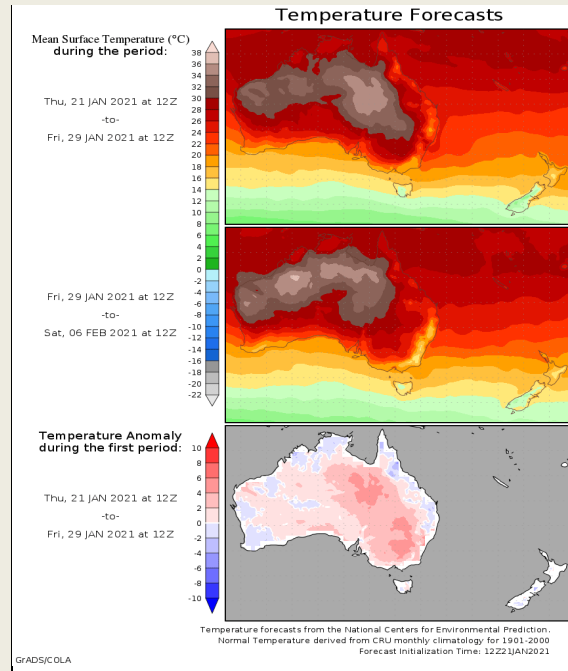 Temperature Forecasts
Mean Surface Temperature (°C)
during the period:
Thu, 21 JAN 2021 at 12Z
-to-
Fri, 29 JAN 2021 at 12Z
38
36
34
32
30
28
26
24
22
20
18
16
14
12
10
8
6
4
2
0
-2
-4
-6
-8
-10
-12
-14
-16
-18
-20
-22
Fri, 29 JAN 2021 at 12Z
-to-
Sat, 06 FEB 2021 at 12Z
Temperature Anomaly
during the first period:
Thu, 21 JAN 2021 at 12Z
-to-
Fri, 29 JAN 2021 at 12Z
10
8
6
4
2
0
-2
-4
-6
-8
-10
Temperature forecasts from the National Centers for Environmental Prediction.
Normal Temperature derived from CRU monthly climatology for 1901-2000
Forecast Initialization Time: 12Z21JAN2021
GrADS/COLA